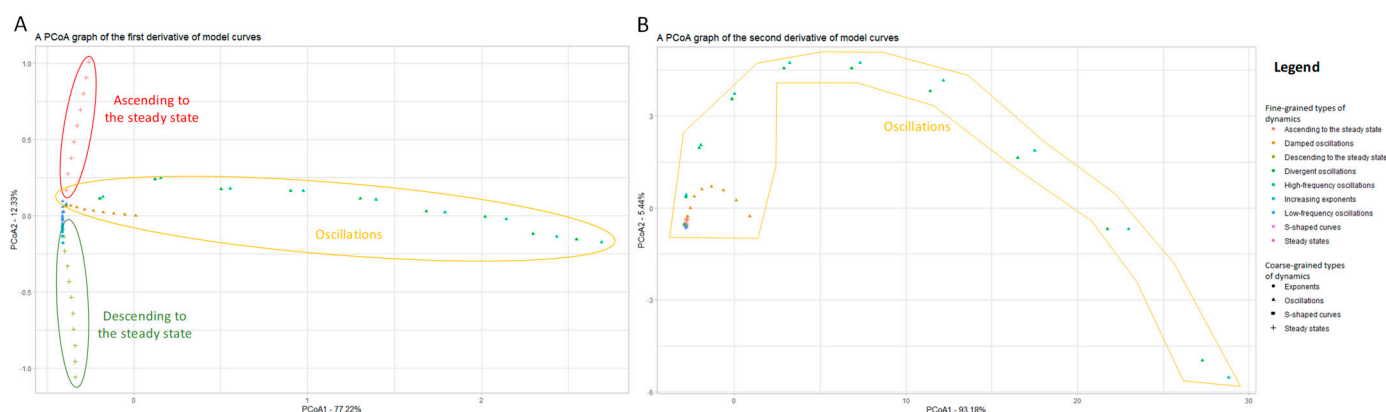 A
A PCoA graph of the first derivative of model curves
1.0
0.5
0.0
-0.5
-1.0
PCoA2 - 12.33%
Ascending to
the steady state
Oscillations
Descending to
the steady state
0
1
2
PCoA1 - 77.22%
B
A PCoA graph of the second derivative of model curves
3
0
-3
-6
PCoA2 - 5.44%
Oscillations
0
10
20
30
PCoA1 - 93.18%
Legend
Fine-grained types of
dynamics
Ascending to the steady state
Damped oscillations
Descending to the steady state
Divergent oscillations
High-frequency oscillations
Increasing exponents
Low-frequency oscillations
S-shaped curves
Steady states
Coarse-grained types
of dynamics
Exponents
Oscillations
S-shaped curves
Steady states